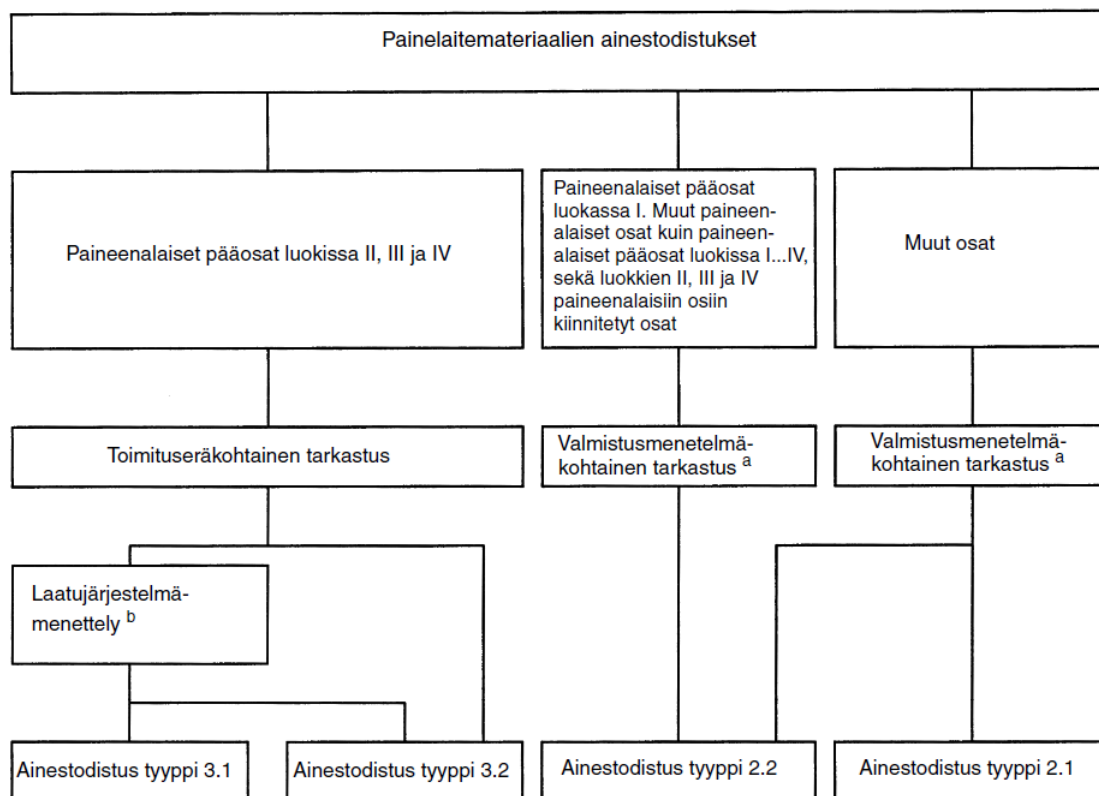 Painelaitemateriaalien ainestodistukset
Paineenalaiset pääosat luokissa II, III ja IV
Paineenalaiset pääosat
luokassa I. Muut paineen-
alaiset osat kuin paineen-
alaiset pääosat luokissa I...IV,
sekä luokkien II, III ja IV
paineenalaisiin osiin
kiinnitetyt osat
Muut osat
Toimituseräkohtainen tarkastus
Valmistusmenetelmä-
kohtainen tarkastus a
Valmistusmenetelmä-
kohtainen tarkastus a
Laatujärjestelmä-
menettely b
Ainestodistus tyyppi 3.1
Ainestodistus tyyppi 3.2
Ainestodistus tyyppi 2.2
Ainestodistus tyyppi 2.1